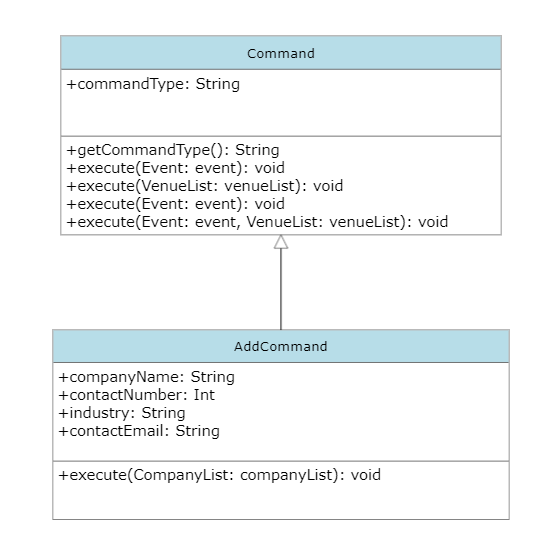 Command
+commandType: String
+getCommandType(): String
+execute(Event: event): void
+execute(VenueList: venueList): void
+execute(Event: event): void
+execute(Event: event, VenueList: venueList): void
AddCommand
+companyName: String
+contactNumber: Int
+industry: String
+contactEmail: String
+execute(CompanyList: companyList): void